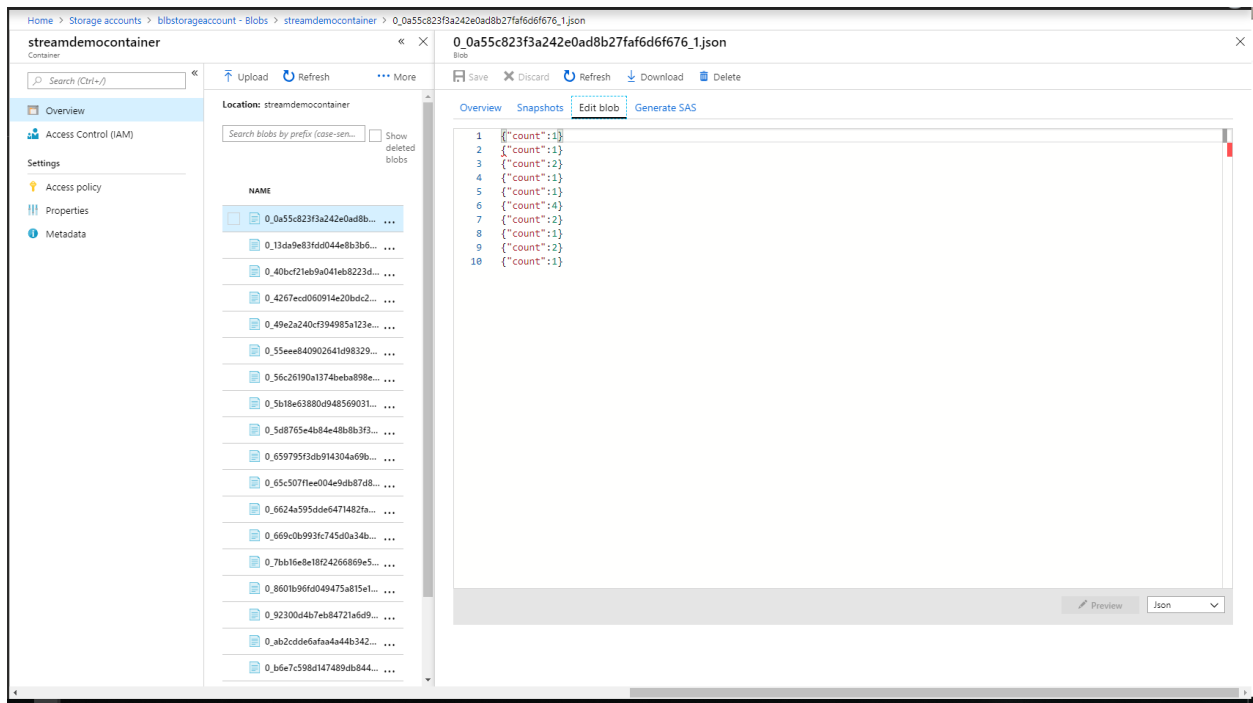 Home > Storage accounts > blbstorageaccount - Blobs > streamdemocontainer > 0_0a55c823f3a242e0ad8b27faf6d6f676_1.json
streamdemocontainer
Container
Search (Ctrl+/)
Overview
Access Control (IAM)
Settings
Access policy
Properties
Metadata
Upload Refresh ••• More
Location: streamdemocontainer
Search blobs by prefix (case-sen...
Show
deleted
blobs
NAME
0_0a55c823f3a242e0ad8b... ...
0_13da9e83fdd044e8b3b6... ...
0_40bcf21eb9a041eb8223d... ...
0_4267ecd060914e20bdc2... ...
0_49e2a240cf394985a123e... ...
0_55eee840902641d98329... ...
0_56c26190a1374beba898e... ...
0_5b18e63880d948569031... ...
0_5d8765e4b84e48b8b3f3... ...
0_659795f3db914304a69b... ...
0_65c507f1ee004e9db87d8... ...
0_6624a595dde6471482fa... ...
0_669c0b993fc745d0a34b... ...
0_7bb16e8e18f24266869e5... ...
0_8601b96fd049475a815e1... ...
0_92300d4b7eb84721a6d9... ...
0_ab2cdde6afaa4a44b342... ...
0_b6e7c598d147489db844... ...
0_0a55c823f3a242e0ad8b27faf6d6f676_1.json
Blob
Save Discard Refresh Download Delete
Overview Snapshots Edit blob Generate SAS
1 {"count":1}
2 {"count":1}
3 {"count":2}
4 {"count":1}
5 {"count":1}
6 {"count":4}
7 {"count":2}
8 {"count":1}
9 {"count":2}
10 {"count":1}
Preview Json